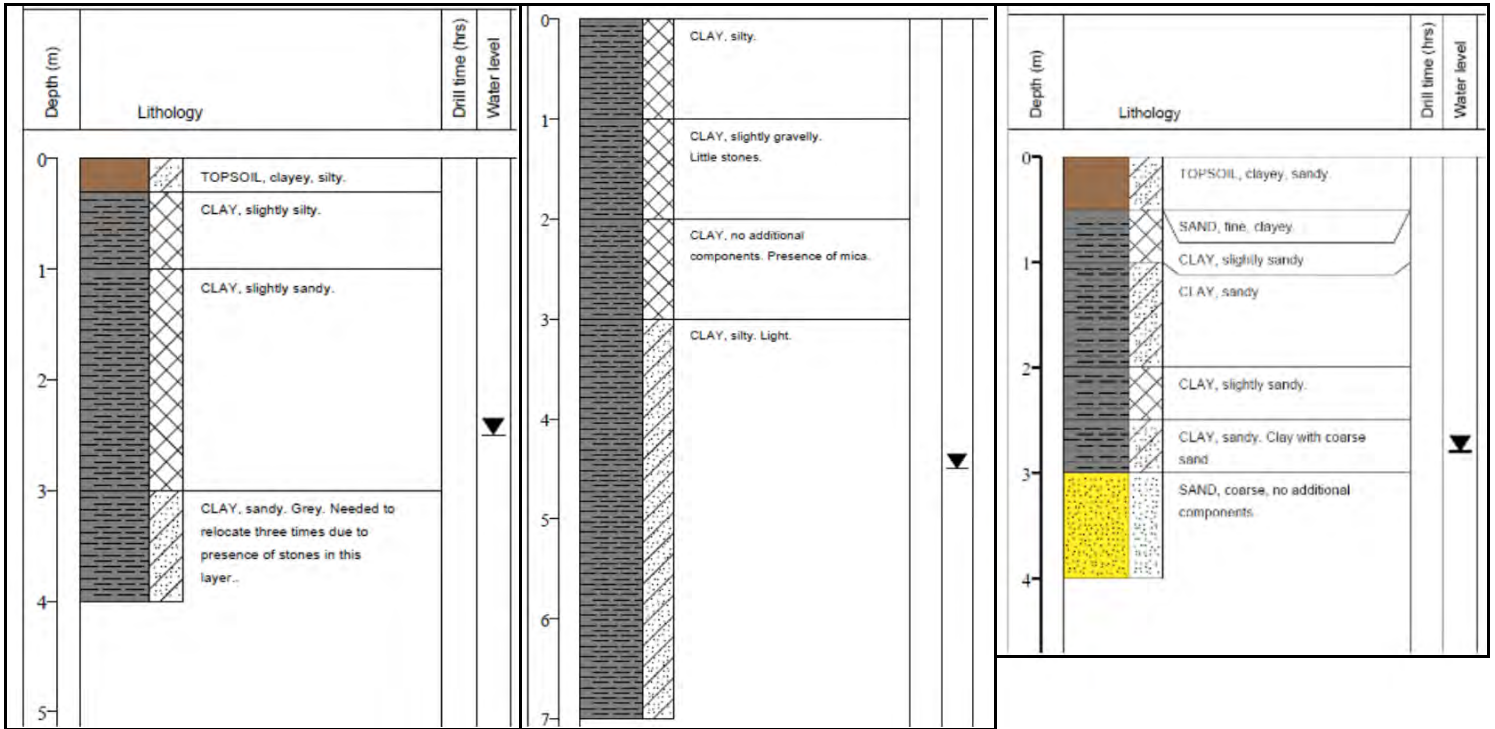 Depth (m)
Lithology
Drill time (hrs)
Water level
0
TOPSOIL, clayey, silty.
CLAY, slightly silty.
1
CLAY, slightly sandy.
2
3
CLAY, sandy. Grey. Needed to
relocate three times due to
presence of stones in this
layer..
4
5
0
CLAY, silty.
1
CLAY, slightly gravelly.
Little stones.
2
CLAY, no additional
components. Presence of mica.
3
CLAY, silty. Light.
4
5
6
7
Depth (m)
Lithology
Drill time (hrs)
Water level
0
TOPSOIL, clayey, sandy
SAND, fine, clayey
1
CLAY, slightly sandy
CLAY, sandy
2
CLAY, slightly sandy.
CLAY, sandy. Clay with coarse
sand
3
SAND, coarse, no additional
components.
4